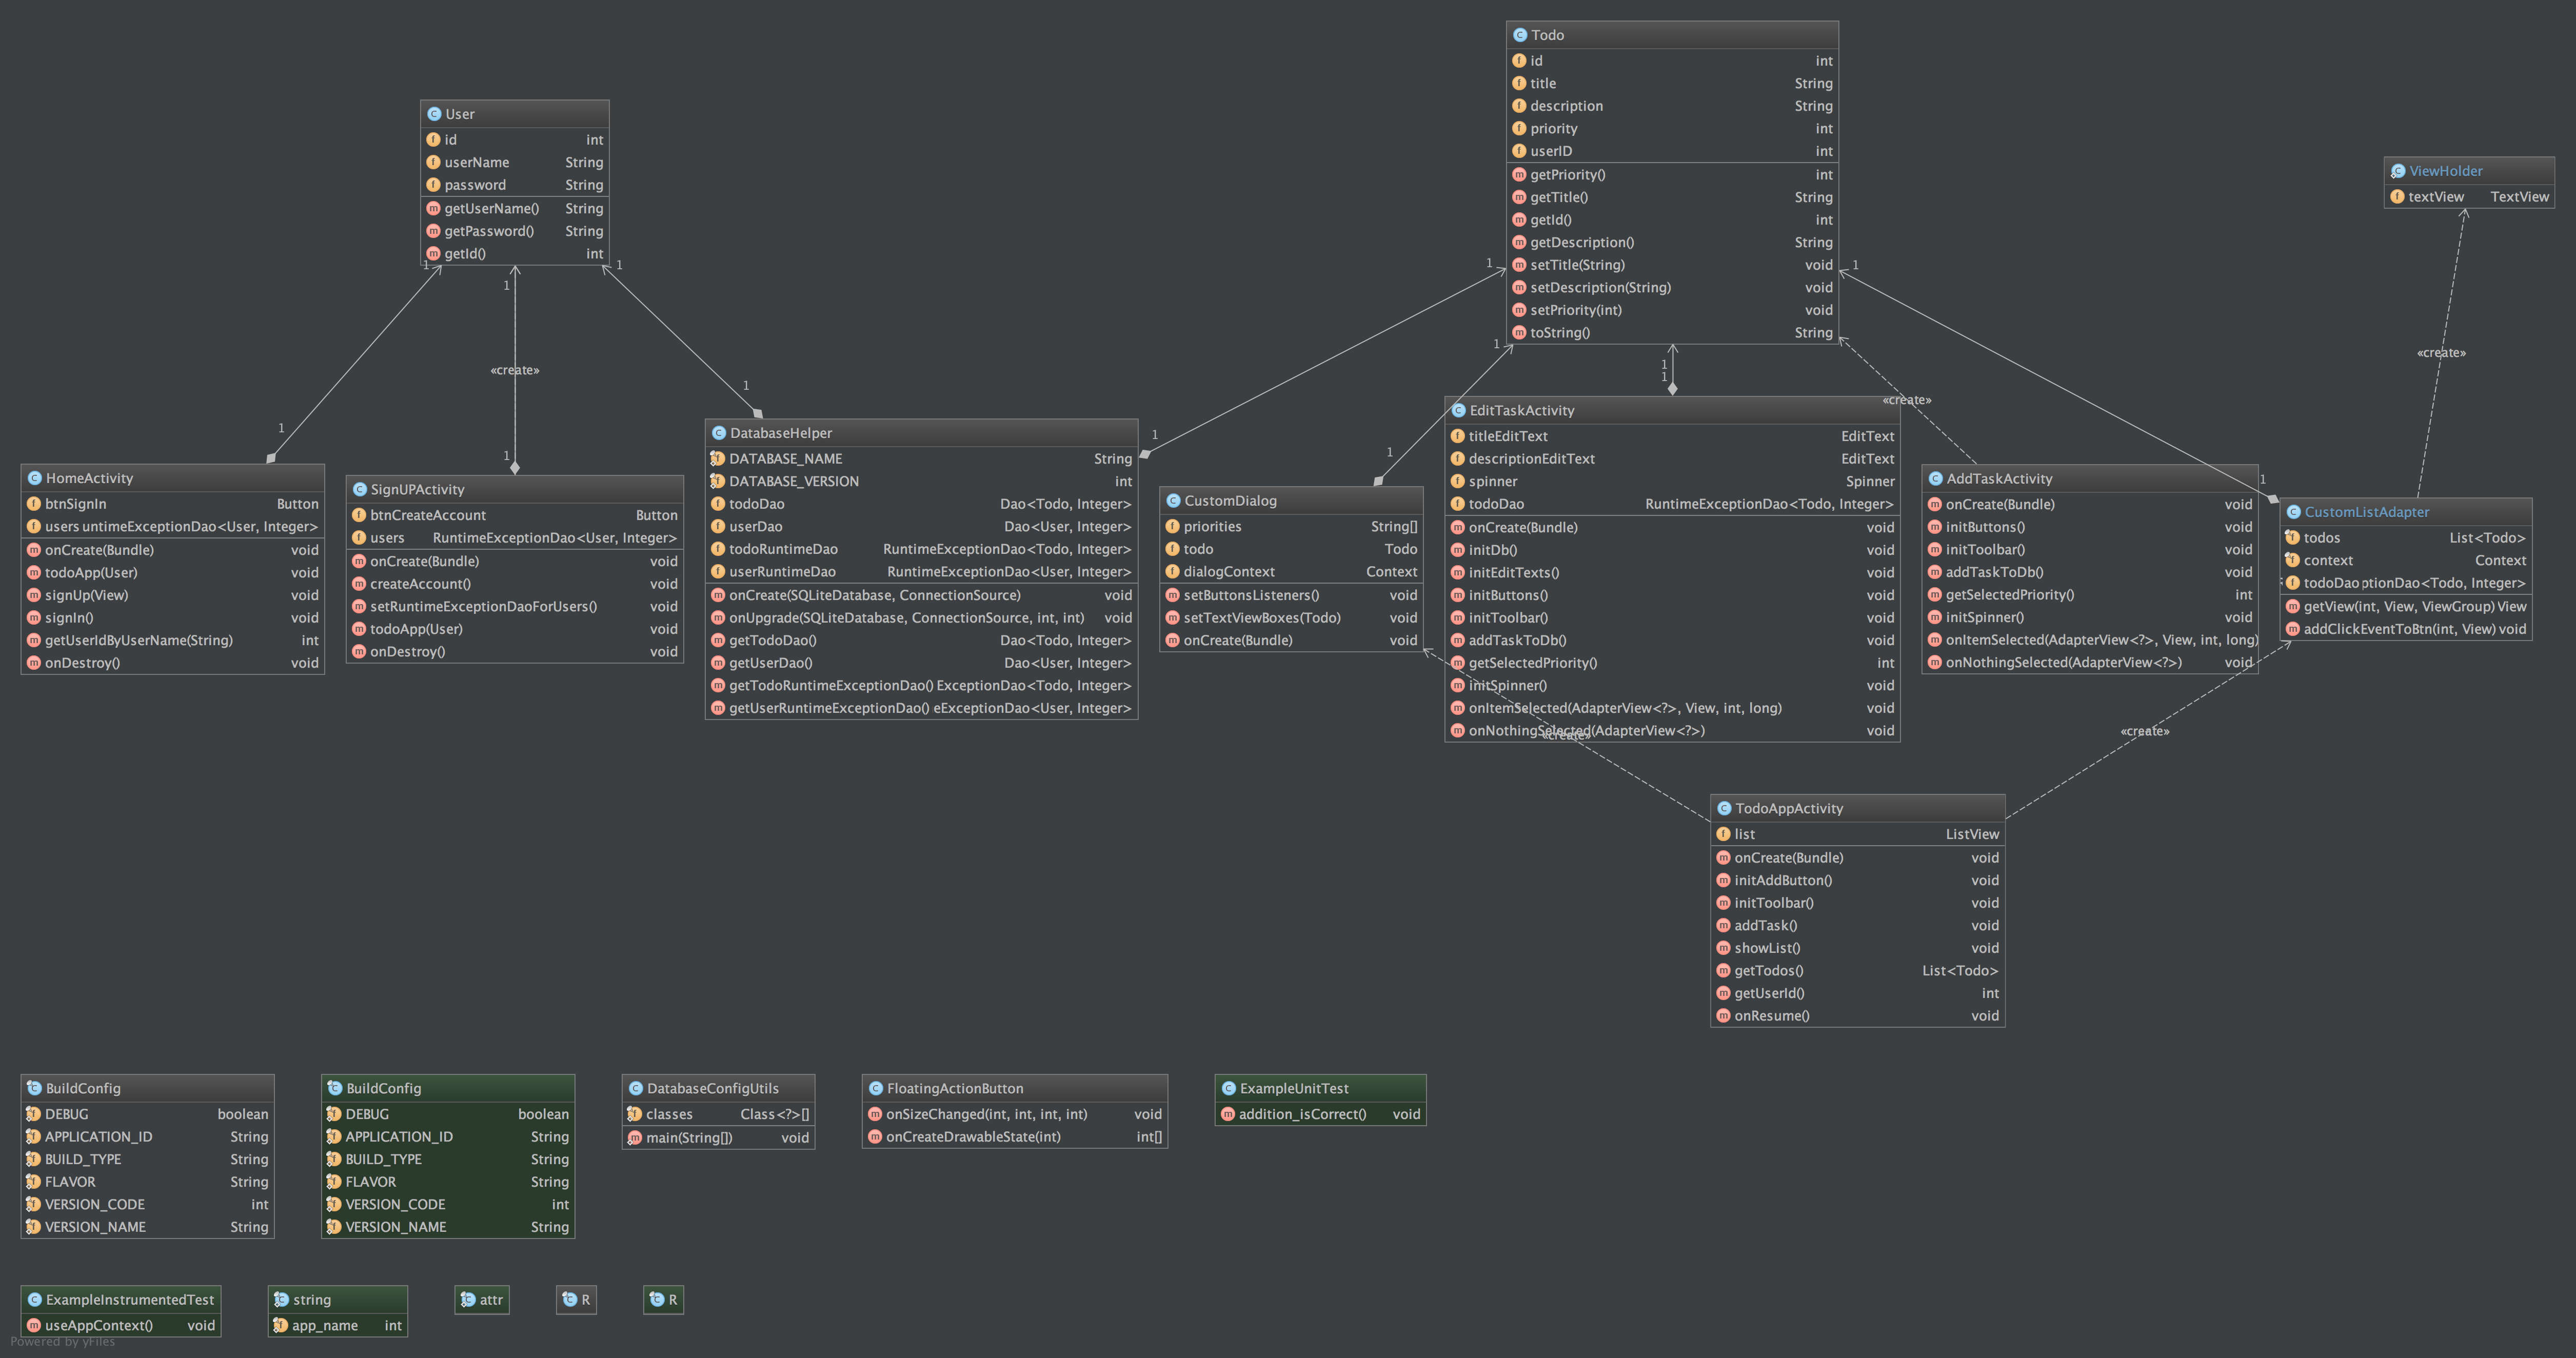 Todo
id int
title String
description String
priority int
userID int
getPriority() int
getTitle() String
getId() int
getDescription() String
setTitle(String) void
setDescription(String) void
setPriority(int) void
toString() String
User
id int
userName String
password String
getUserName() String
getPassword() String
getId() int
ViewHolder
textView TextView
1
1
1
1
1
1
1
1
1
«create»
«create»
1
1
1
1
1
1
1
«create»
DatabaseHelper
DATABASE_NAME String
DATABASE_VERSION int
todoDao Dao<Todo, Integer>
userDao Dao<User, Integer>
todoRuntimeDao RuntimeExceptionDao<Todo, Integer>
userRuntimeDao RuntimeExceptionDao<User, Integer>
onCreate(SQLiteDatabase, ConnectionSource) void
onUpgrade(SQLiteDatabase, ConnectionSource, int, int) void
getTodoDao() Dao<Todo, Integer>
getUserDao() Dao<User, Integer>
getTodoRuntimeExceptionDao() ExceptionDao<Todo, Integer>
getUserRuntimeExceptionDao() eExceptionDao<User, Integer>
HomeActivity
btnSignIn Button
users untimeExceptionDao<User, Integer>
onCreate(Bundle) void
todoApp(User) void
signUp(View) void
signIn() void
getUserIdByUserName(String) int
onDestroy() void
SignUPActivity
btnCreateAccount Button
users RuntimeExceptionDao<User, Integer>
onCreate(Bundle) void
createAccount() void
setRuntimeExceptionDaoForUsers() void
todoApp(User) void
onDestroy() void
CustomDialog
priorities String[]
todo Todo
dialogContext Context
setButtonsListeners() void
setTextViewBoxes(Todo) void
onCreate(Bundle) void
EditTaskActivity
titleEditText EditText
descriptionEditText EditText
spinner Spinner
todoDao RuntimeExceptionDao<Todo, Integer>
onCreate(Bundle) void
initDb() void
initEditTexts() void
initButtons() void
initToolbar() void
addTaskToDb() void
getSelectedPriority() int
initSpinner() void
onItemSelected(AdapterView<?>, View, int, long) void
onNothingSelected(AdapterView<?>) void
AddTaskActivity
onCreate(Bundle) void
initButtons() void
initToolbar() void
addTaskToDb() void
getSelectedPriority() int
initSpinner() void
onItemSelected(AdapterView<?>, View, int, long)
onNothingSelected(AdapterView<?>) void
CustomListAdapter
todos List<Todo>
context Context
todoDao ptionDao<Todo, Integer>
getView(int, View, ViewGroup) View
addClickEventToBtn(int, View) void
«create»
«create»
TodoAppActivity
list ListView
onCreate(Bundle) void
initAddButton() void
initToolbar() void
addTask() void
showList() void
getTodos() List<Todo>
getUserId() int
onResume() void
BuildConfig
DEBUG boolean
APPLICATION_ID String
BUILD_TYPE String
FLAVOR String
VERSION_CODE int
VERSION_NAME String
BuildConfig
DEBUG boolean
APPLICATION_ID String
BUILD_TYPE String
FLAVOR String
VERSION_CODE int
VERSION_NAME String
DatabaseConfigUtils
classes Class<?>[]
main(String[]) void
FloatingActionButton
onSizeChanged(int, int, int, int) void
onCreateDrawableState(int) int[]
ExampleUnitTest
addition_isCorrect() void
ExampleInstrumentedTest
useAppContext() void
string
app_name int
attr
R
R
Powered by yFiles